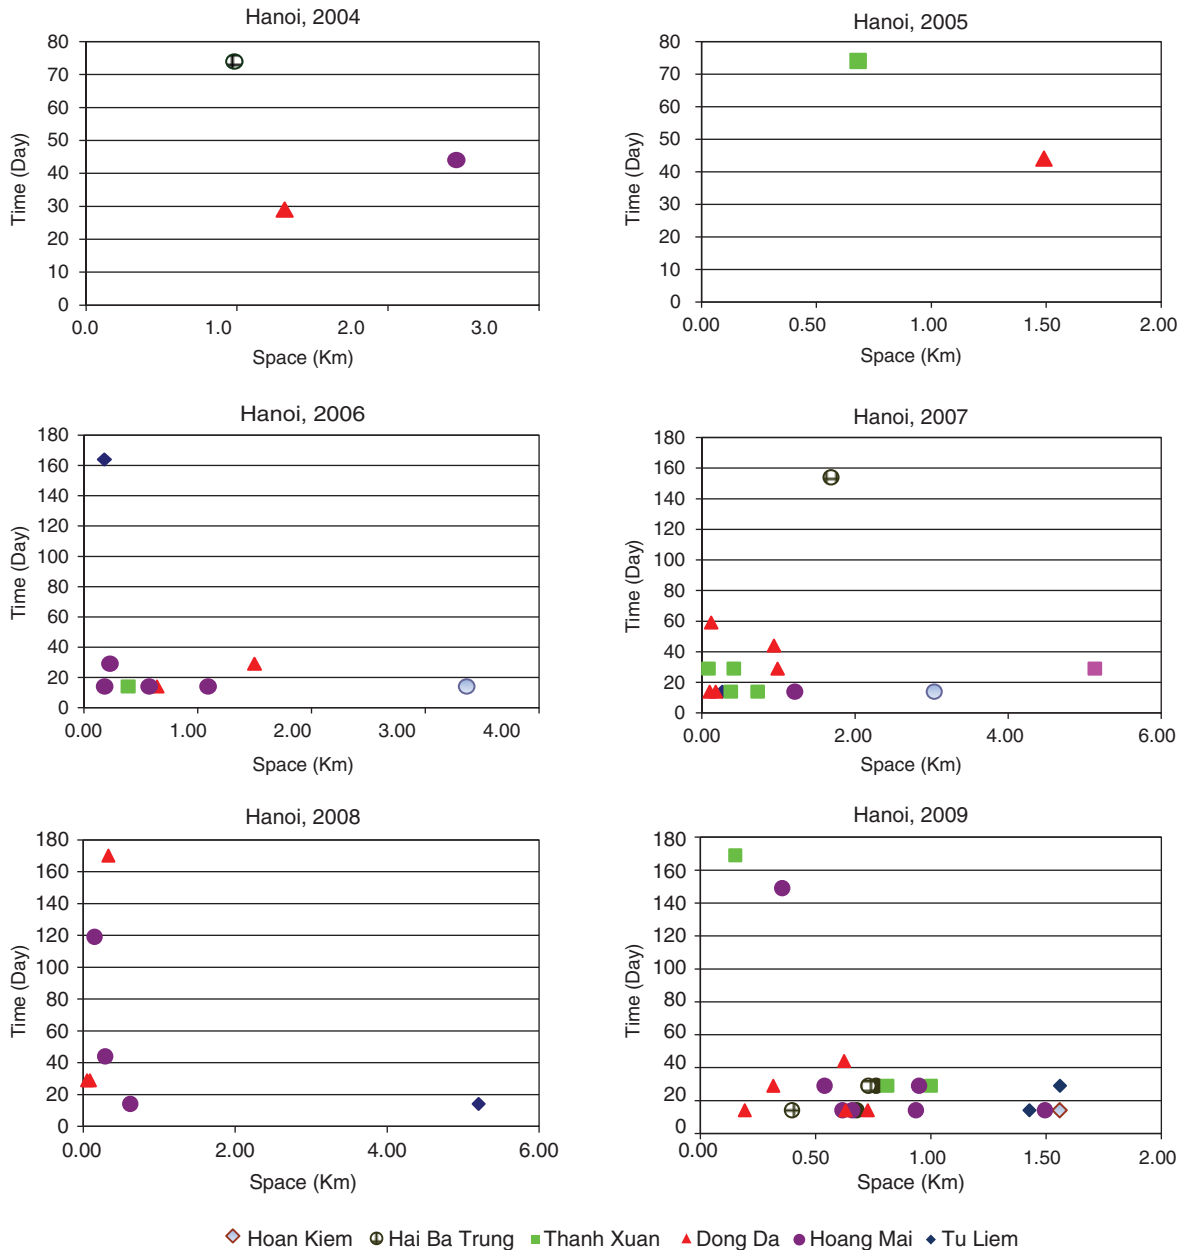 Hanoi, 2004
80
70
60
50
40
30
20
10
0
Time (Day)
0.0 1.0 2.0 3.0
Space (Km)
Hanoi, 2005
80
70
60
50
40
30
20
10
0
Time (Day)
0.00 0.50 1.00 1.50 2.00
Space (Km)
Hanoi, 2006
180
160
140
120
100
80
60
40
20
0
Time (Day)
0.00 1.00 2.00 3.00 4.00
Space (Km)
Hanoi, 2007
180
160
140
120
100
80
60
40
20
0
Time (Day)
0.00 2.00 4.00 6.00
Space (Km)
Hanoi, 2008
180
160
140
120
100
80
60
40
20
0
Time (Day)
0.00 2.00 4.00 6.00
Space (Km)
Hanoi, 2009
180
160
140
120
100
80
60
40
20
0
Time (Day)
0.00 0.50 1.00 1.50 2.00
Space (Km)
Hoan Kiem Hai Ba Trung Thanh Xuan Dong Da Hoang Mai Tu Liem